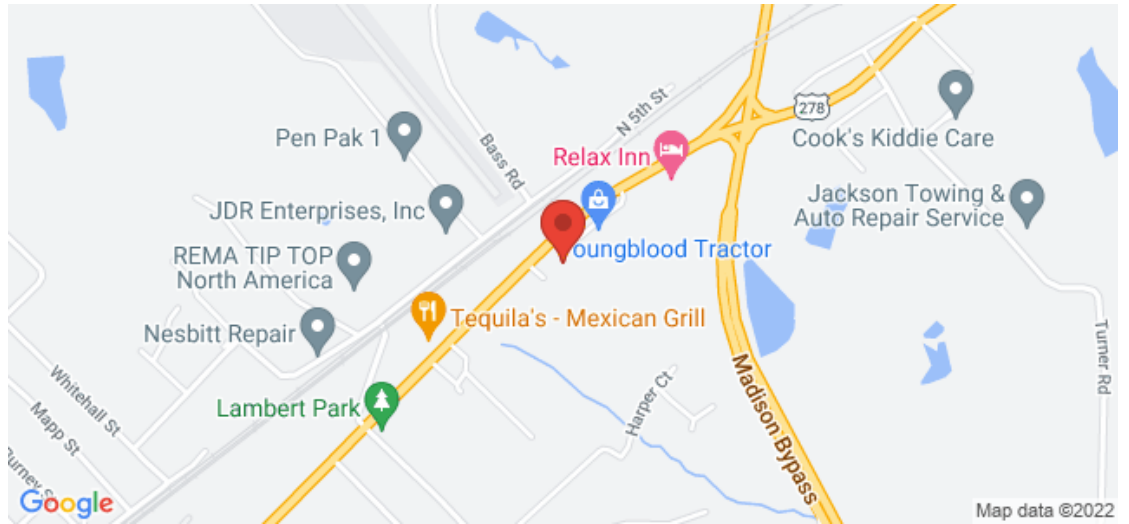 N 5th St
278
Pen Pak 1
Bass Rd
Relax Inn
Cook's Kiddie Care
JDR Enterprises, Inc
Jackson Towing &
Auto Repair Service
REMA TIP TOP
North America
oungblood Tractor
Tequila's - Mexican Grill
Nesbitt Repair
Turner Rd
Whitehall St
Madison Bypass
Harper Ct
Lambert Park
Mapp St
Burney St
Google
Map data ©2022